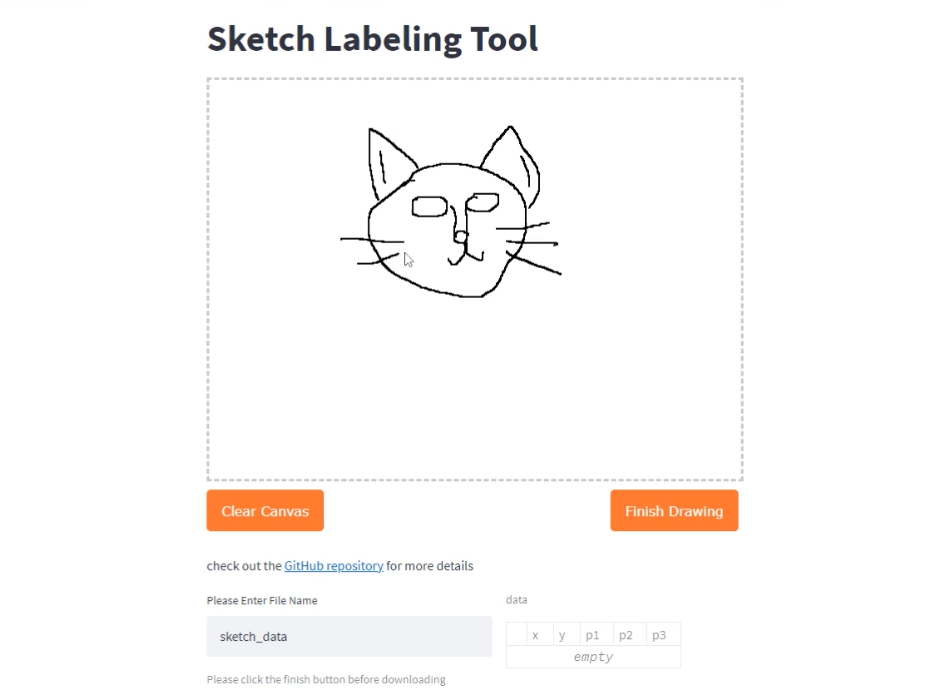 Sketch Labeling Tool
Clear Canvas
Finish Drawing
check out the GitHub repository for more details
Please Enter File Name
data
sketch_data
x y p1 p2 p3
empty
Please click the finish button before downloading